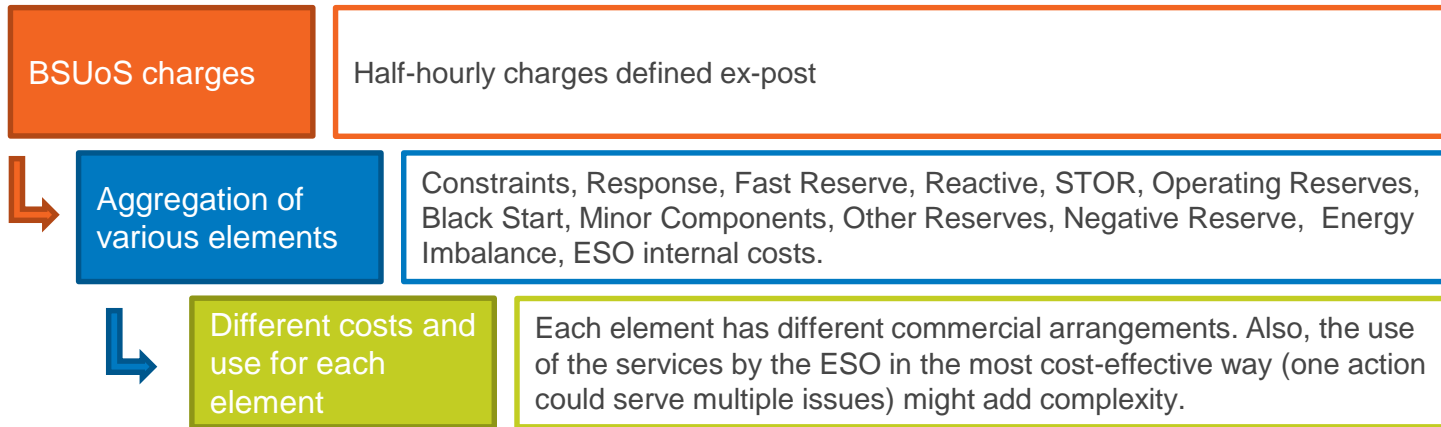 BSUoS charges
Half-hourly charges defined ex-post
Aggregation of
various elements
Constraints, Response, Fast Reserve, Reactive, STOR, Operating Reserves,
Black Start, Minor Components, Other Reserves, Negative Reserve,  Energy
Imbalance, ESO internal costs.
Different costs and
use for each
element
Each element has different commercial arrangements. Also, the use
of the services by the ESO in the most cost-effective way (one action
could serve multiple issues) might add complexity.